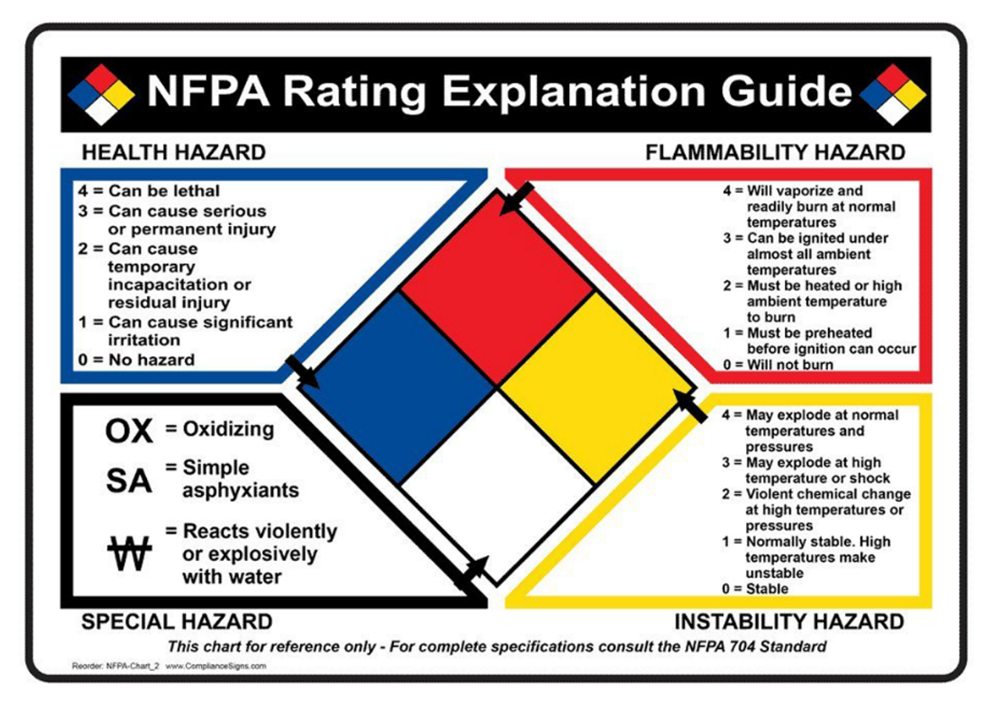 NFPA Rating Explanation Guide
HEALTH HAZARD
4 = Can be lethal
3 = Can cause serious
or permanent injury
2 = Can cause
temporary
incapacitation or
residual injury
1 = Can cause significant
irritation
0 = No hazard
FLAMMABILITY HAZARD
4 = Will vaporize and
readily burn at normal
temperatures
3 = Can be ignited under
almost all ambient
temperatures
2 = Must be heated or high
ambient temperature
to burn
1 = Must be preheated
before ignition can occur
0 = Will not burn
OX = Oxidizing
SA = Simple
asphyxiants
W̶ = Reacts violently
or explosively
with water
SPECIAL HAZARD
4 = May explode at normal
temperatures and
pressures
3 = May explode at high
temperature or shock
2 = Violent chemical change
at high temperatures or
pressures
1 = Normally stable. High
temperatures make
unstable
0 = Stable
INSTABILITY HAZARD
This chart for reference only - For complete specifications consult the NFPA 704 Standard
Reorder: NFPA-Chart_2 www.ComplianceSigns.com